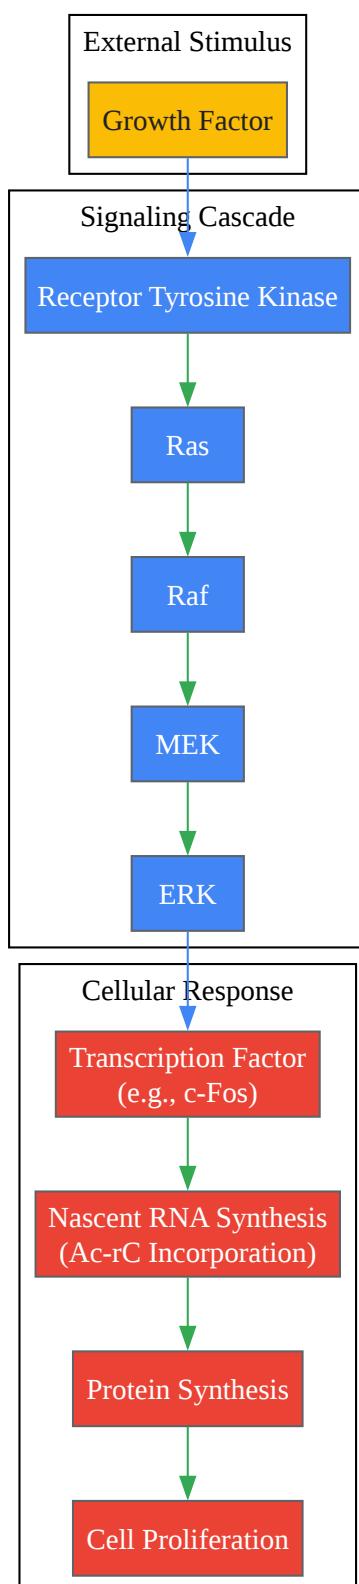 External Stimulus
Growth Factor
Signaling Cascade
Receptor Tyrosine Kinase
Ras
Raf
MEK
ERK
Cellular Response
Transcription Factor
(e.g., c-Fos)
Nascent RNA Synthesis
(Ac-rC Incorporation)
Protein Synthesis
Cell Proliferation